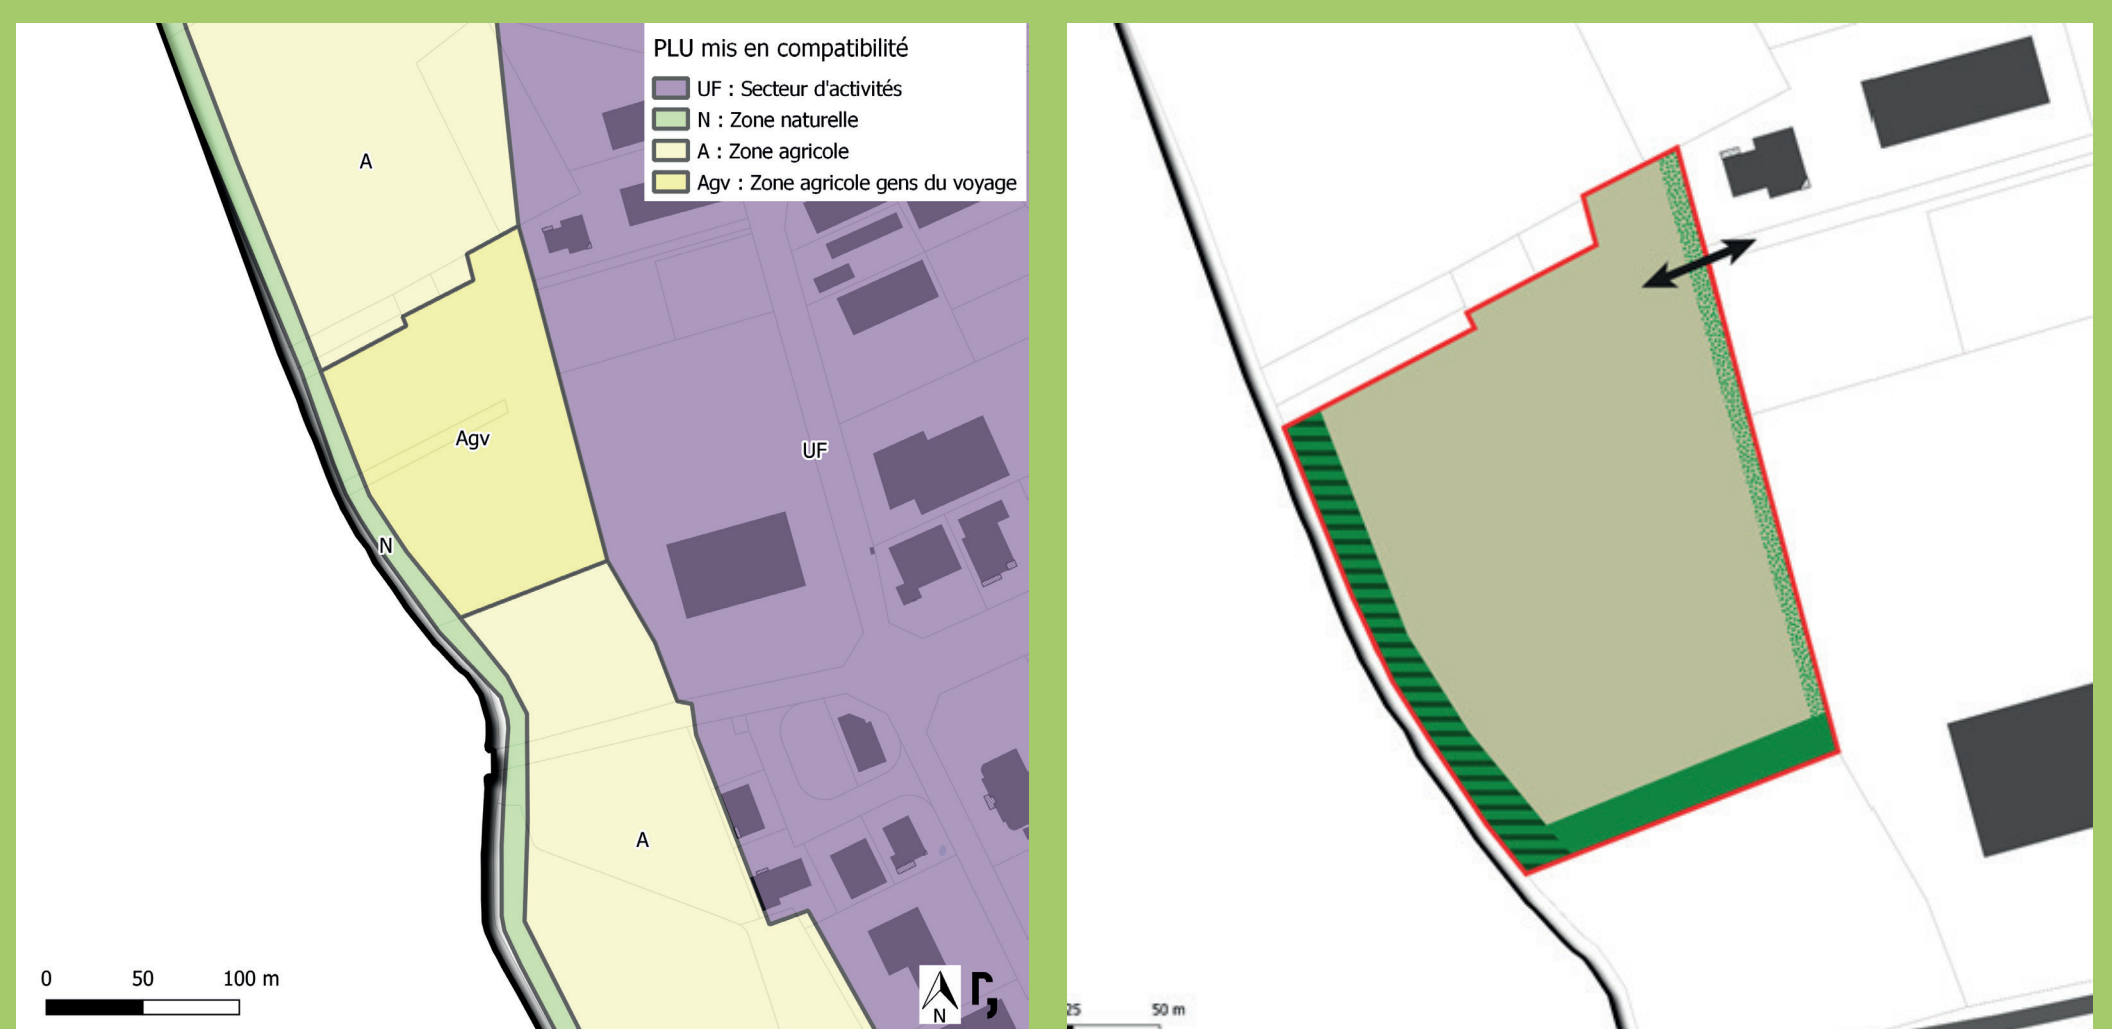 PLU mis en compatibilité
UF : Secteur d'activités
N : Zone naturelle
A : Zone agricole
Agv : Zone agricole gens du voyage
A
Agv
UF
N
A
0 50 100 m
N
25 50 m